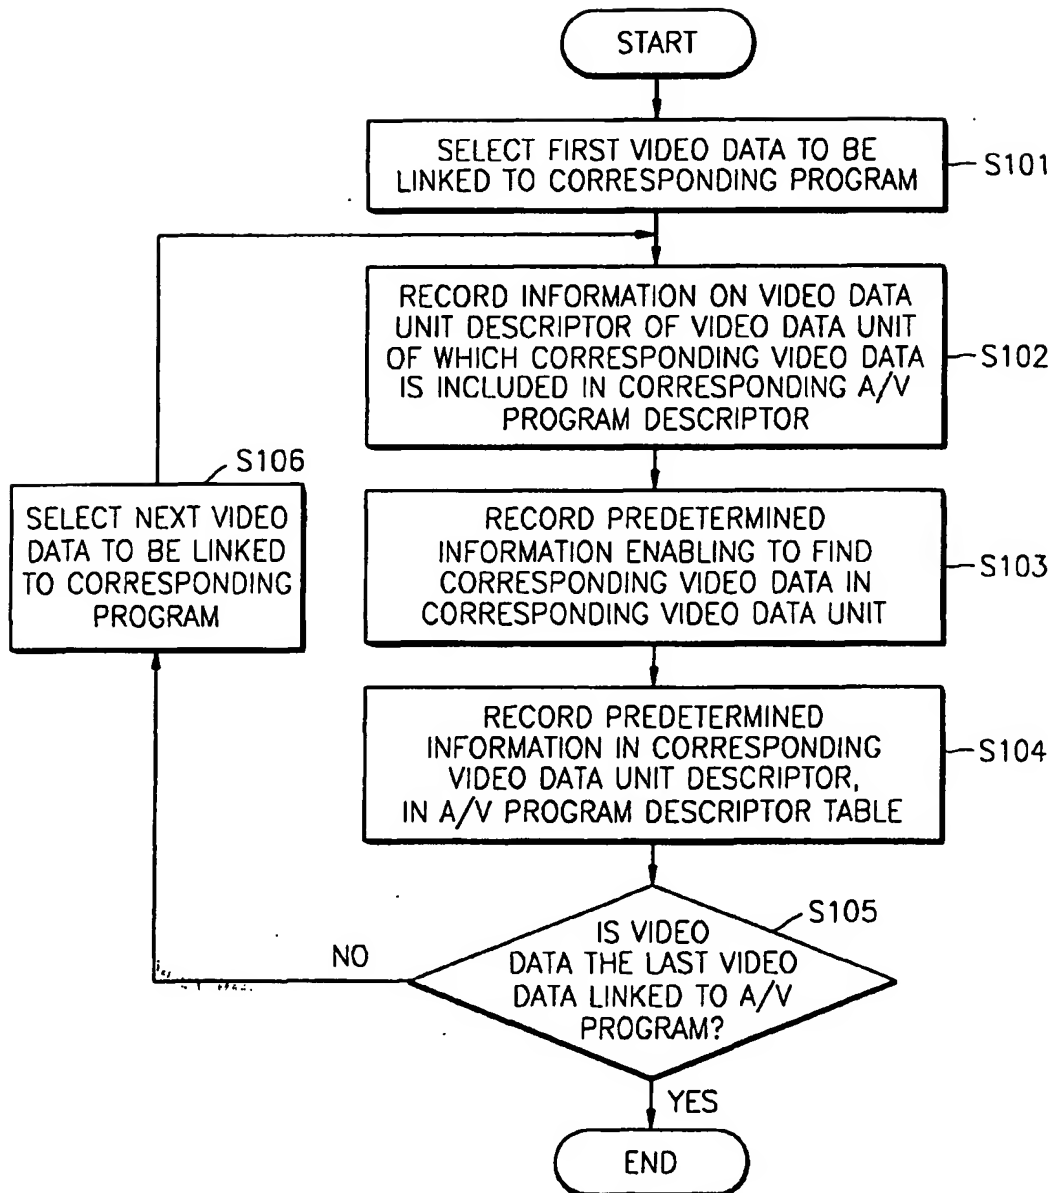 START
SELECT FIRST VIDEO DATA TO BE
LINKED TO CORRESPONDING PROGRAM
S101
RECORD INFORMATION ON VIDEO DATA
UNIT DESCRIPTOR OF VIDEO DATA UNIT
OF WHICH CORRESPONDING VIDEO DATA
IS INCLUDED IN CORRESPONDING A/V
PROGRAM DESCRIPTOR
S102
S106
SELECT NEXT VIDEO
DATA TO BE LINKED
TO CORRESPONDING
PROGRAM
RECORD PREDETERMINED
INFORMATION ENABLING TO FIND
CORRESPONDING VIDEO DATA IN
CORRESPONDING VIDEO DATA UNIT
S103
RECORD PREDETERMINED
INFORMATION IN CORRESPONDING
VIDEO DATA UNIT DESCRIPTOR,
IN A/V PROGRAM DESCRIPTOR TABLE
S104
S105
IS VIDEO
DATA THE LAST VIDEO
DATA LINKED TO A/V
PROGRAM?
NO
YES
END